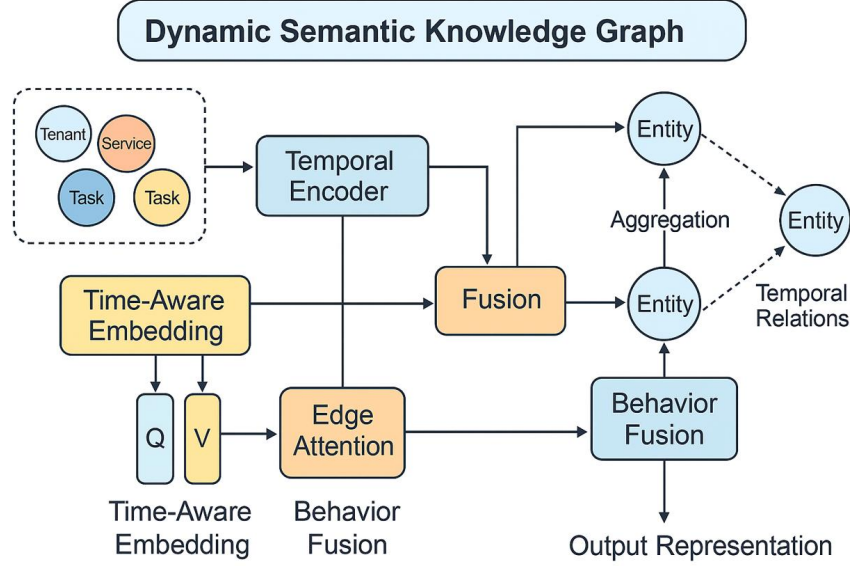 Dynamic Semantic Knowledge Graph
Tenant
Service
Task
Task
Temporal
Encoder
Entity
Aggregation
Entity
Temporal
Relations
Time-Aware
Embedding
Fusion
Entity
Q
V
Edge
Attention
Behavior
Fusion
Time-Aware
Embedding
Behavior
Fusion
Output Representation